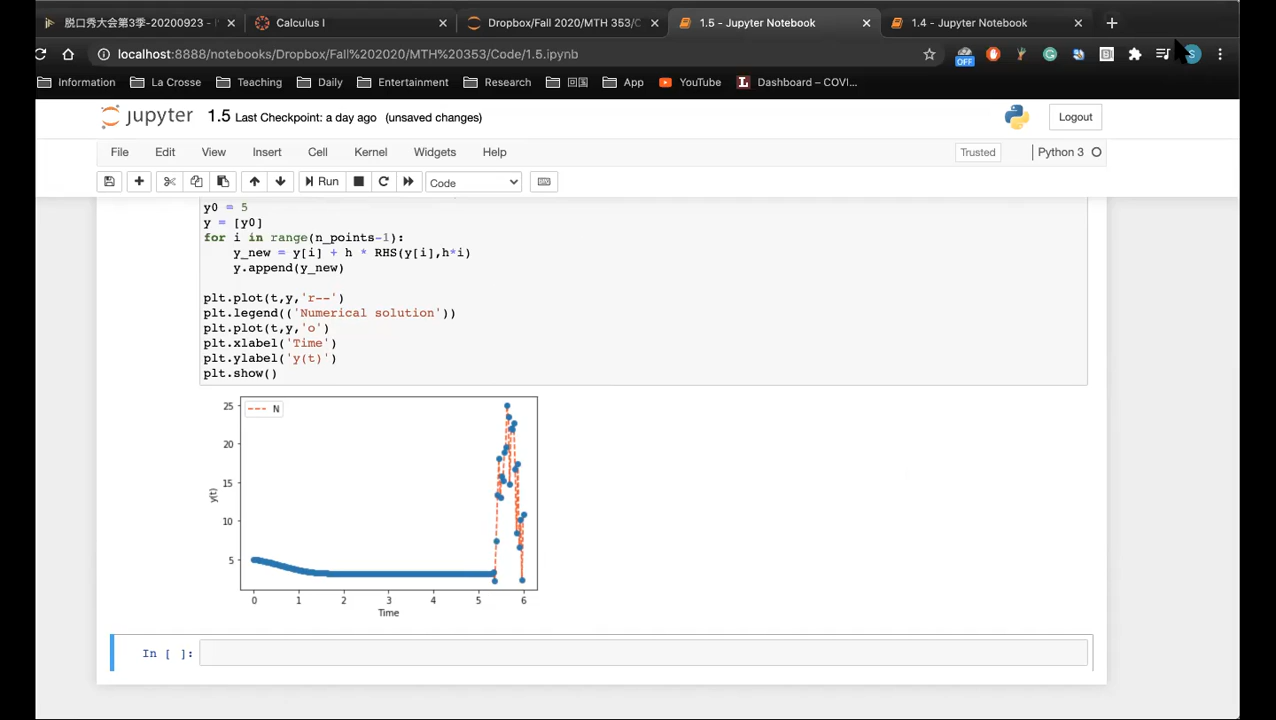 脱口秀大会第3季-20200923 -
Calculus I
Dropbox/Fall 2020/MTH 353/C
1.5 - Jupyter Notebook
1.4 - Jupyter Notebook
localhost:8888/notebooks/Dropbox/Fall%202020/MTH%20353/Code/1.5.ipynb
OFF
S
Information
La Crosse
Teaching
Daily
Entertainment
Research
回国
App
YouTube
Dashboard – COVI...
jupyter 1.5 Last Checkpoint: a day ago (unsaved changes)
Logout
File Edit View Insert Cell Kernel Widgets Help
Trusted
Python 3
Run
Code
y0 = 5
y = [y0]
for i in range(n_points-1):
    y_new = y[i] + h * RHS(y[i],h*i)
    y.append(y_new)
plt.plot(t,y,'r--')
plt.legend(('Numerical solution'))
plt.plot(t,y,'o')
plt.xlabel('Time')
plt.ylabel('y(t)')
plt.show()
N
25
20
15
10
5
y(t)
0 1 2 3 4 5 6
Time
In [ ]: